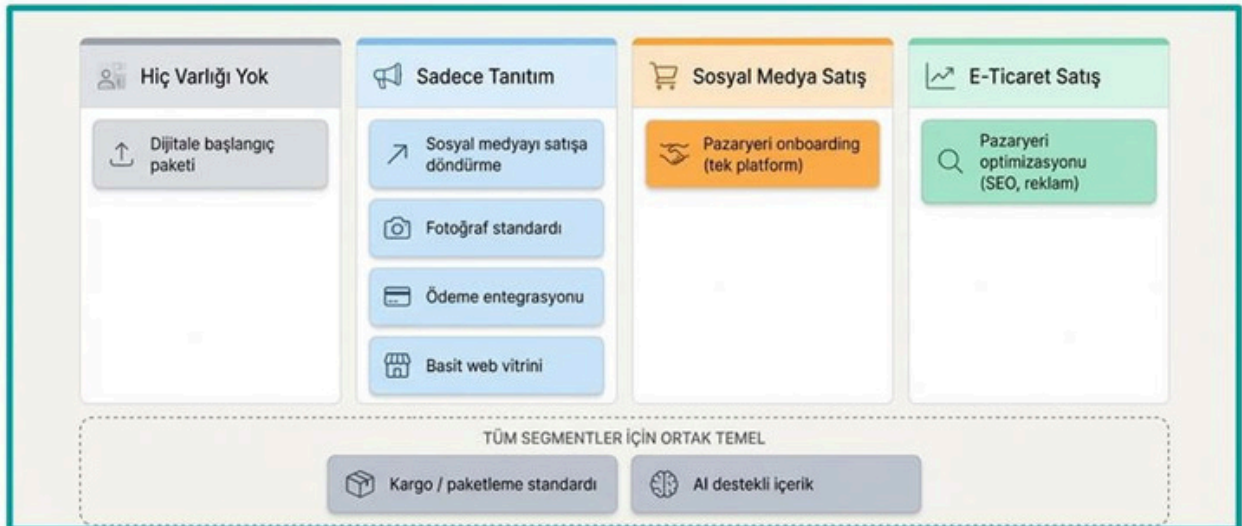 Hiç Varlığı Yok
Dijitale başlangıç
paketi
Sadece Tanıtım
Sosyal medyayı satışa
döndürme
Fotoğraf standardı
Ödeme entegrasyonu
Basit web vitrini
Sosyal Medya Satış
Pazaryeri onboarding
(tek platform)
E-Ticaret Satış
Pazaryeri
optimizasyonu
(SEO, reklam)
TÜM SEGMENTLER İÇİN ORTAK TEMEL
Kargo / paketleme standardı
AI destekli içerik